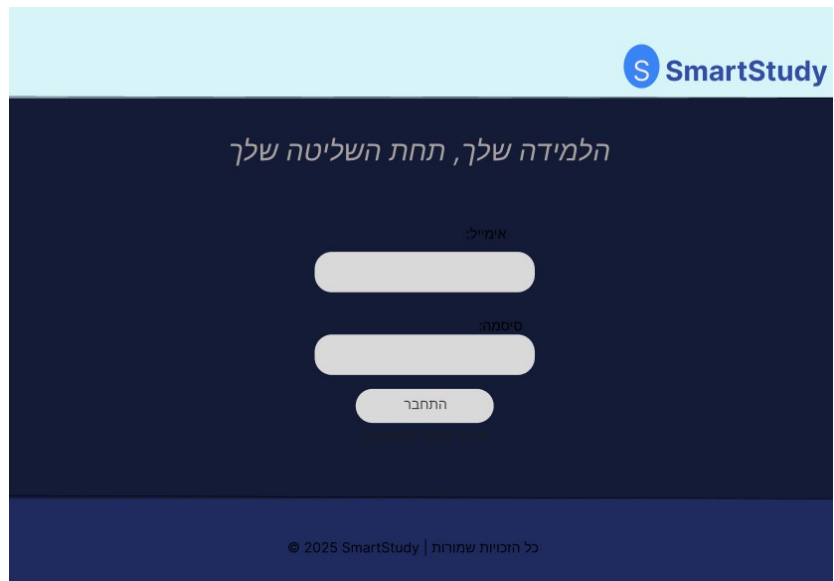 S SmartStudy
הלמידה שלך, תחת השליטה שלך
אימייל:
סיסמה:
התחבר
כל הזכויות שמורות | SmartStudy 2025 ©